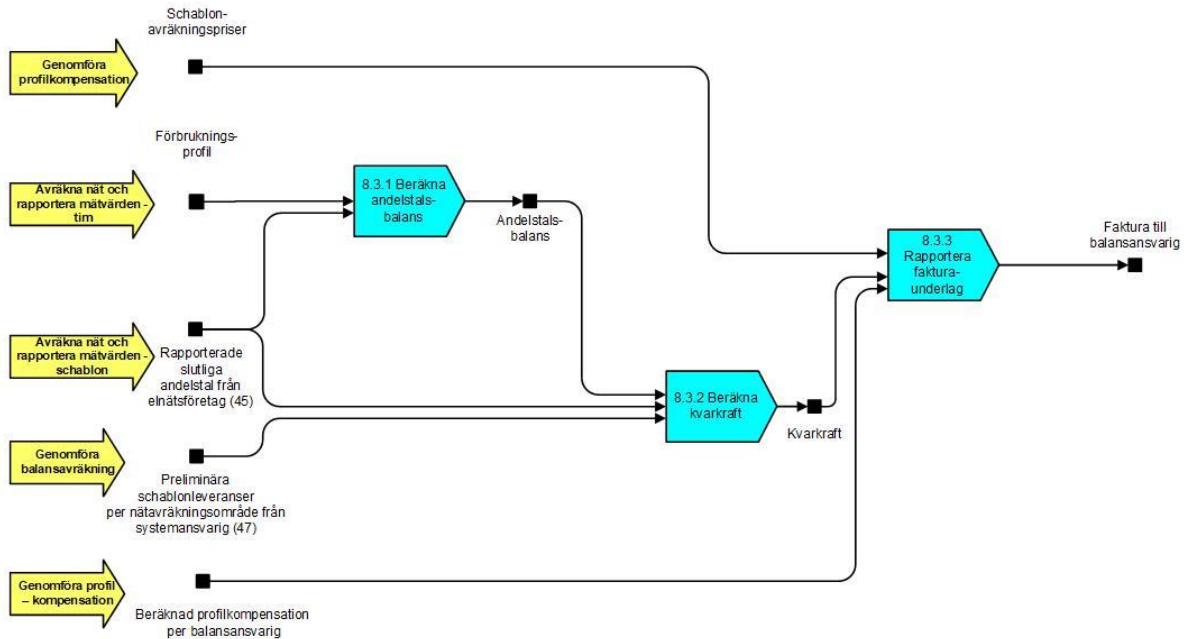 Schablon-
avräkningspriser
Genomföra
profilkompensation
Förbruknings-
profil
Avräkna nät och
rapportera mätvärden -
tim
8.3.1 Beräkna
andelstals-
balans
Andelstals-
balans
8.3.3
Rapportera
faktura-
underlag
Faktura till
balansansvarig
Avräkna nät och
rapportera mätvärden -
schablon
Rapporterade
slutliga
andelstal från
elnätsföretag (45)
8.3.2 Beräkna
kvarkraft
Kvarkraft
Genomföra
balansavräkning
Preliminära
schablonleveranser
per nätavräkningsområde från
systemansvarig (47)
Genomföra profil
– kompensation
Beräknad profilkompensation
per balansansvarig